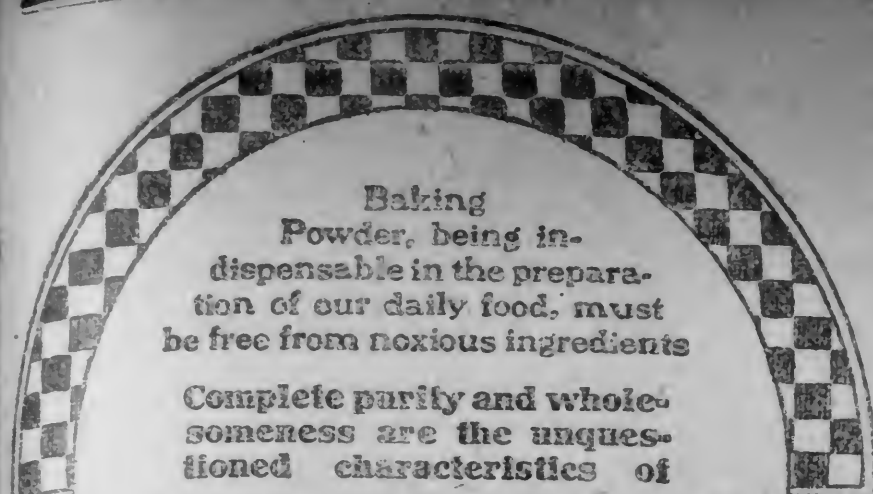 Baking
Powder, being in-
dispensable in the prepara-
tion of our daily food, must
be free from noxious ingredients
Complete purity and whole-
someness are the unques-
tioned characteristics of